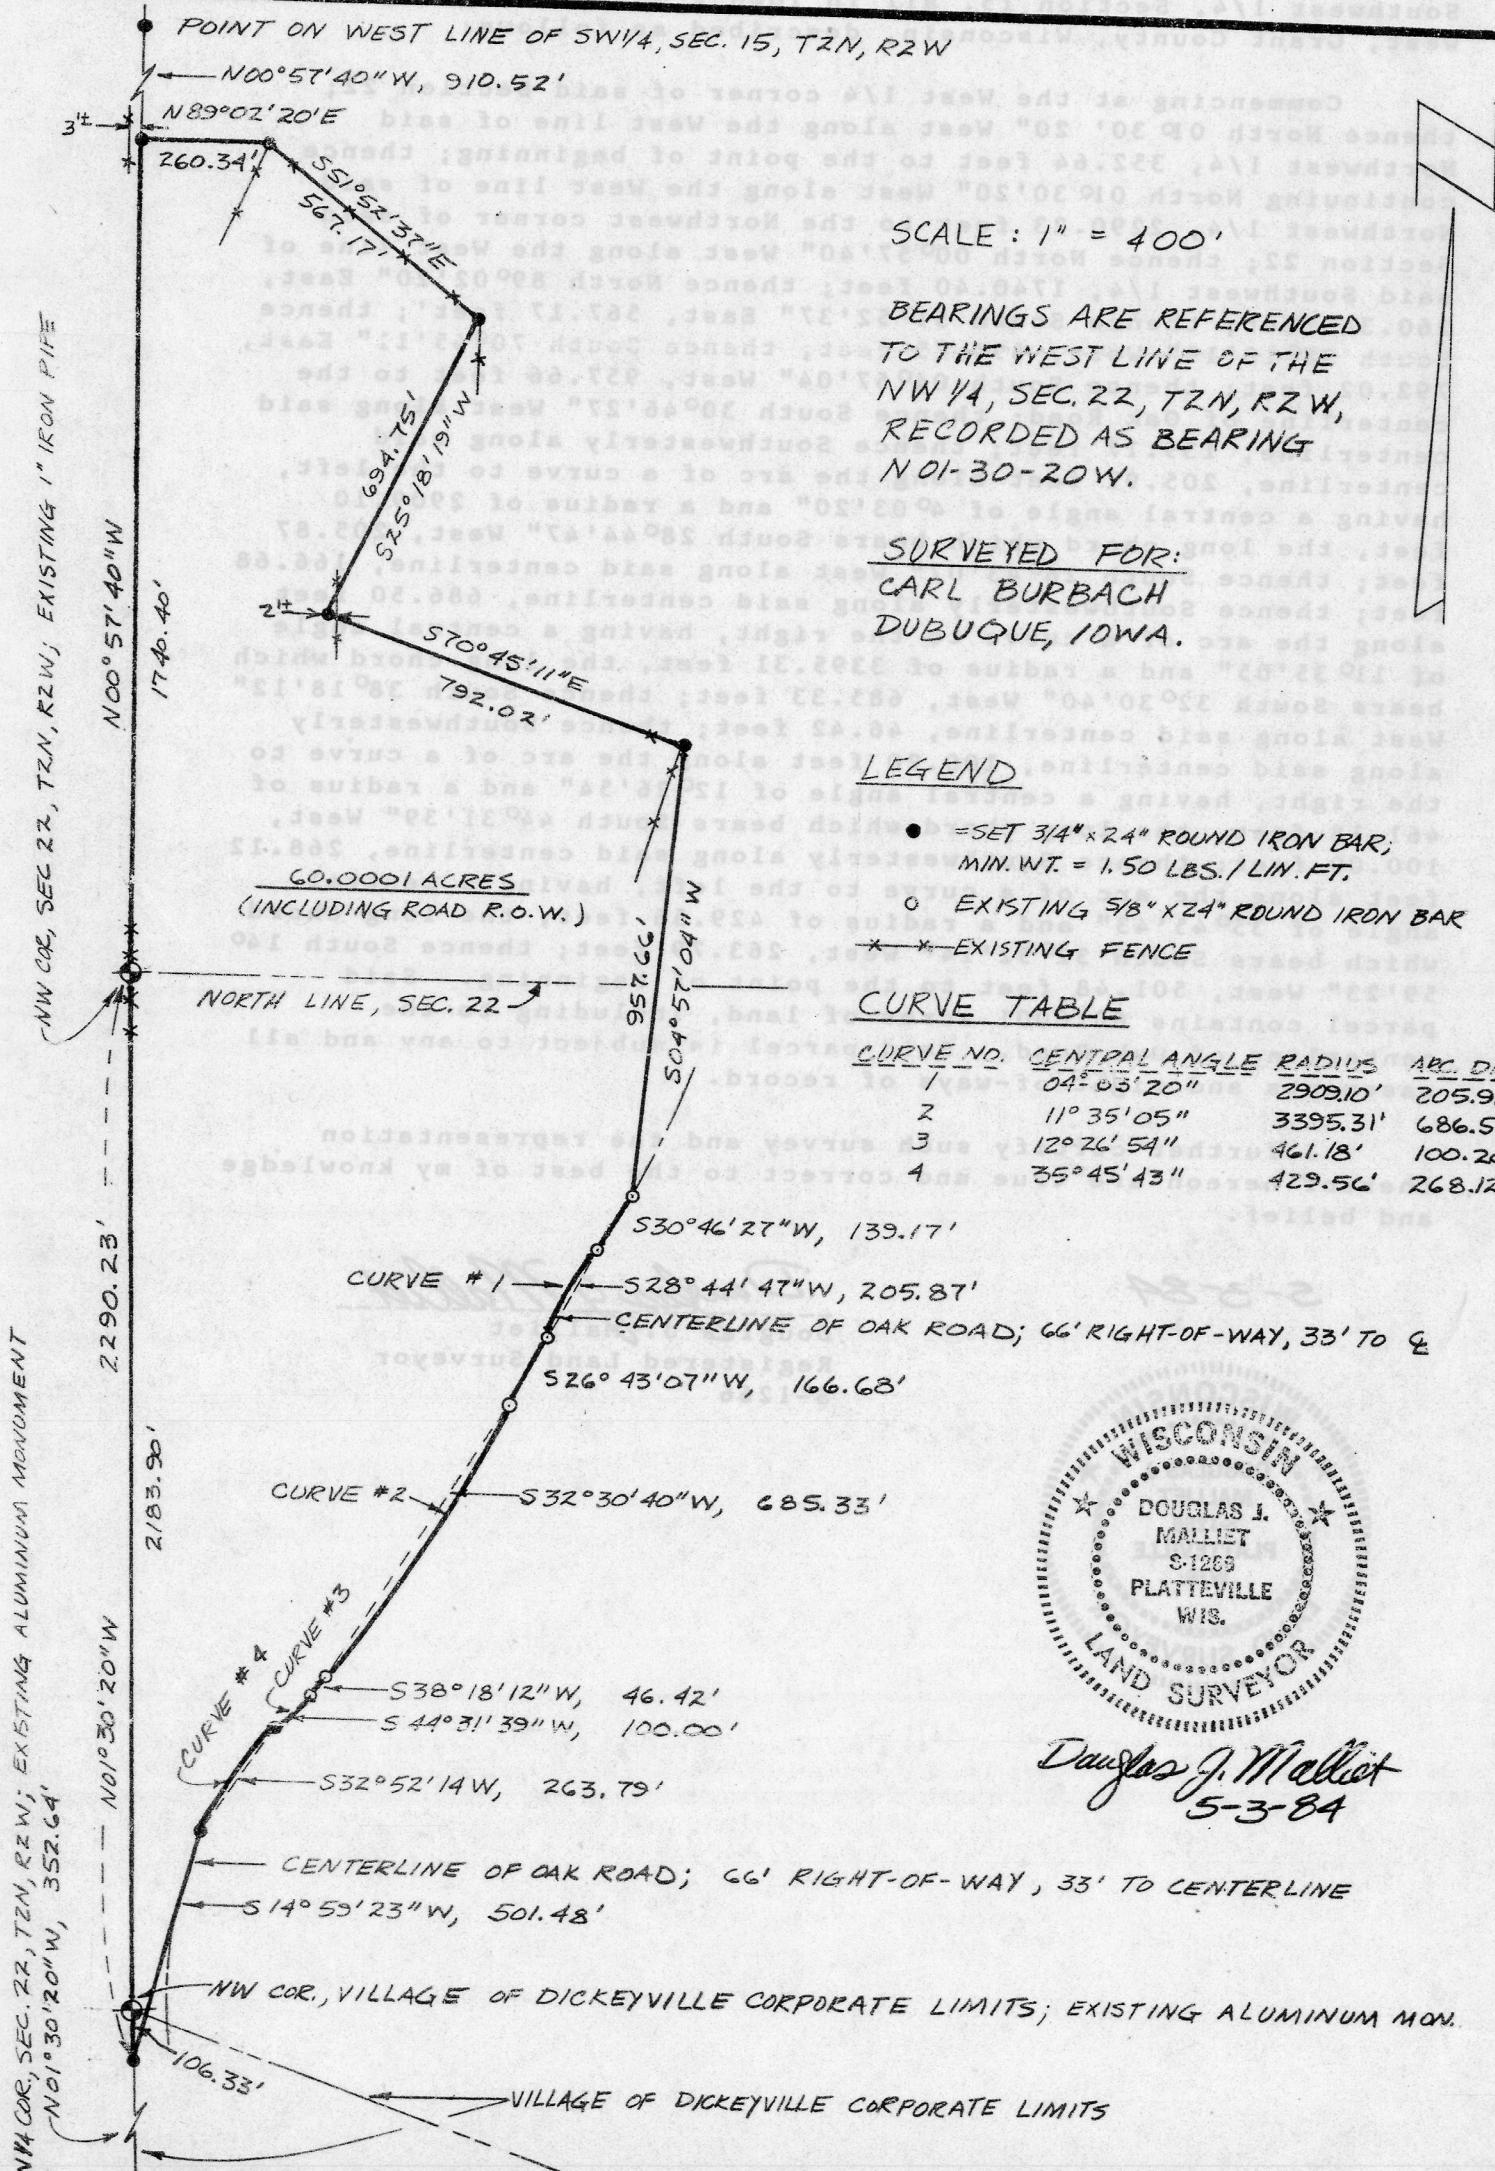 POINT ON WEST LINE OF SW1/4, SEC. 15, T2N, R2W
N00°57'40"W, 910.52'
3'±
N89°02'20'E
260.34'
S51°52'37"E
567.17'
SCALE : 1" = 400'
BEARINGS ARE REFERENCED
TO THE WEST LINE OF THE
NW 1/4, SEC. 22, T2N, R2W,
RECORDED AS BEARING
N 01-30-20W.
SURVEYED FOR:
CARL BURBACH
DUBUQUE, IOWA.
NW COR, SEC 22, T2N, R2W; EXISTING 1" IRON PIPE
N00°57'40"W
1740.40'
694.75'
S25°18'19"W
2'±
S70°45'11"E
792.02'
LEGEND
=SET 3/4" x 24" ROUND IRON BAR;
MIN. WT. = 1.50 LBS. / LIN. FT.
EXISTING 5/8" X 24" ROUND IRON BAR
EXISTING FENCE
60.0001 ACRES
(INCLUDING ROAD R.O.W.)
957.66'
S04°57'04"W
NORTH LINE, SEC. 22
CURVE TABLE
CURVE NO. CENTRAL ANGLE RADIUS ARC. D
1 04°03'20" 2909.10' 205.9
2 11°35'05" 3395.31' 686.5
3 12°26'54" 461.18' 100.20
4 35°45'43" 429.56' 268.12
S30°46'27"W, 139.17'
CURVE #1
S28°44'47"W, 205.87'
CENTERLINE OF OAK ROAD; 66' RIGHT-OF-WAY, 33' TO ℄
S26°43'07"W, 166.68'
2290.23'
2183.90'
CURVE #2
S32°30'40"W, 685.33'
WISCONSIN
DOUGLAS J.
MALLIET
S-1269
PLATTEVILLE
WIS.
LAND SURVEYOR
CURVE #3
CURVE #4
S38°18'12"W, 46.42'
S 44°31'39"W, 100.00'
S32°52'14W, 263.79'
Douglas J. Malliet
5-3-84
N01°30'20"W
CENTERLINE OF OAK ROAD; 66' RIGHT-OF-WAY, 33' TO CENTERLINE
S 14°59'23"W, 501.48'
NW COR., VILLAGE OF DICKEYVILLE CORPORATE LIMITS; EXISTING ALUMINUM MON.
106.33'
VILLAGE OF DICKEYVILLE CORPORATE LIMITS
W1/4 COR., SEC. 22, T2N, R2W; EXISTING ALUMINUM MONUMENT
N01°30'20"W, 352.64'